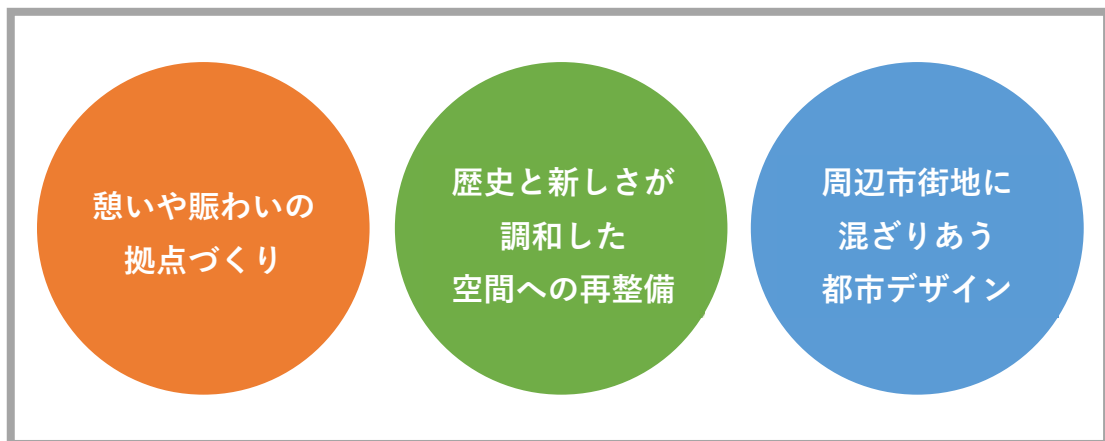 憩いや賑わいの
拠点づくり
歴史と新しさが
調和した
空間への再整備
周辺市街地に
混ざりあう
都市デザイン